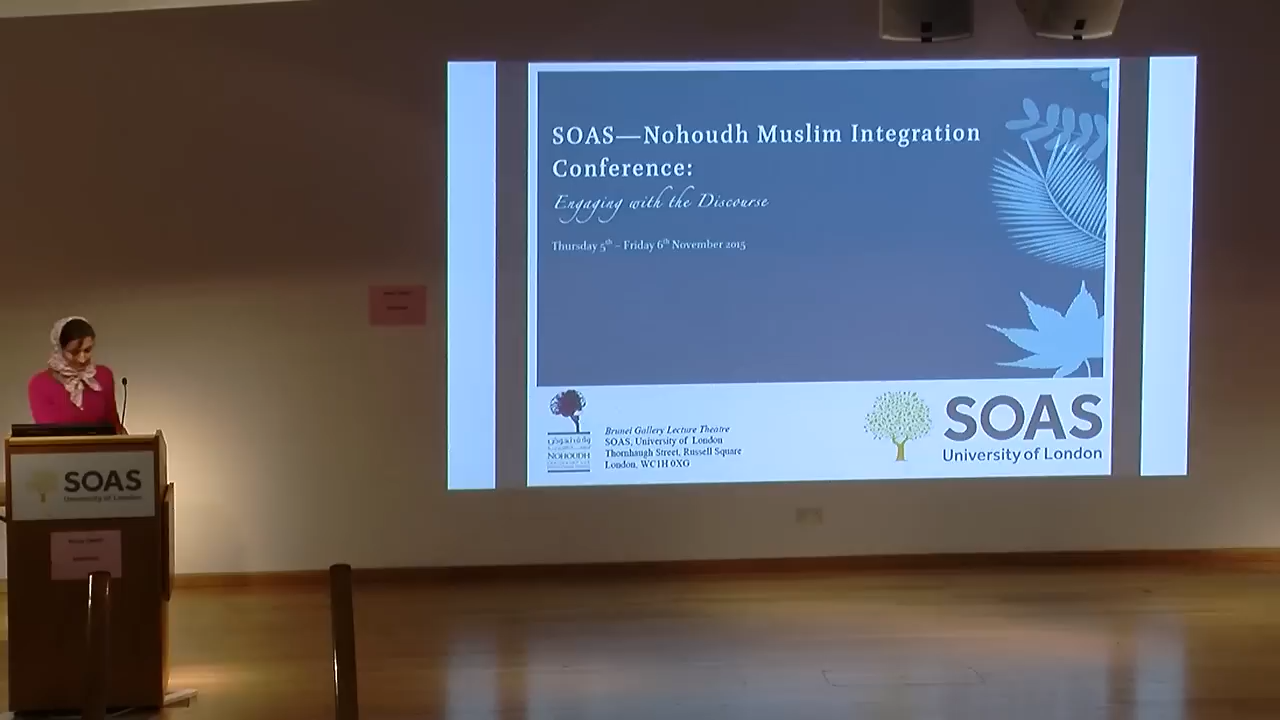 SOAS—Nohoudh Muslim Integration
Conference:
Engaging with the Discourse
Thursday 5th – Friday 6th November 2015
NOHOUDH
Brunei Gallery Lecture Theatre
SOAS, University of London
Thornhaugh Street, Russell Square
London, WC1H 0XG
SOAS
University of London
SOAS
University of London